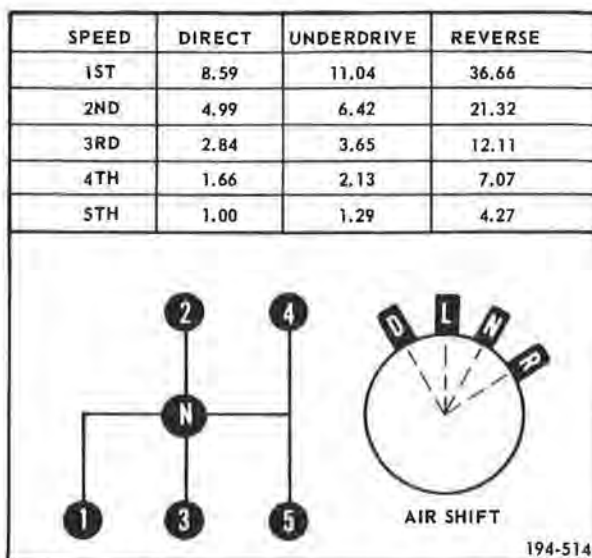 SPEED DIRECT UNDERDRIVE REVERSE
1ST 8.59 11.04 36.66
2ND 4.99 6.42 21.32
3RD 2.84 3.65 12.11
4TH 1.66 2.13 7.07
5TH 1.00 1.29 4.27
2 4
N
1 3 5
D L N R
AIR SHIFT
194-514